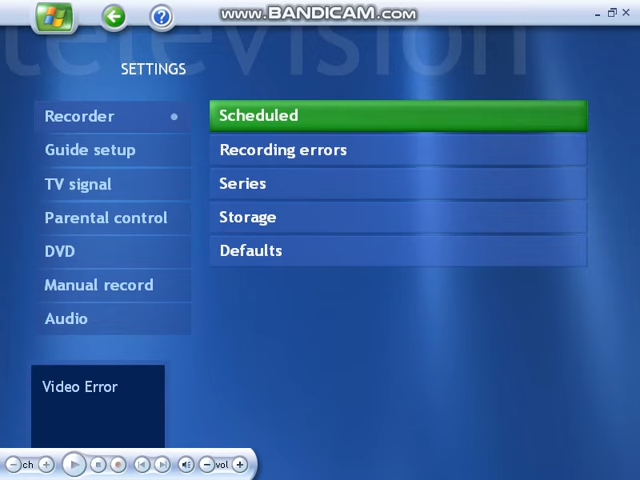 www.BANDICAM.com
television
SETTINGS
Recorder
Guide setup
TV signal
Parental control
DVD
Manual record
Audio
Scheduled
Recording errors
Series
Storage
Defaults
Video Error
ch
vol